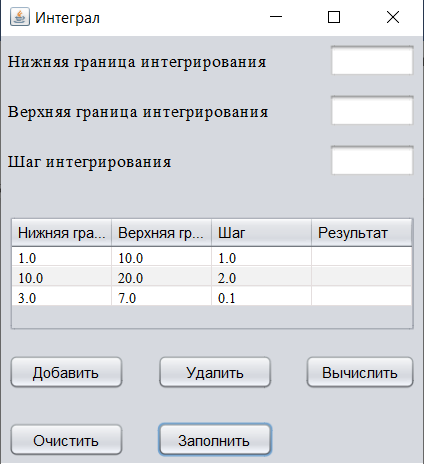 Интеграл
Нижняя граница интегрирования
Верхняя граница интегрирования
Шаг интегрирования
Нижняя гра... Верхняя гр... Шаг Результат
1.0 10.0 1.0
10.0 20.0 2.0
3.0 7.0 0.1
Добавить Удалить Вычислить
Очистить Заполнить